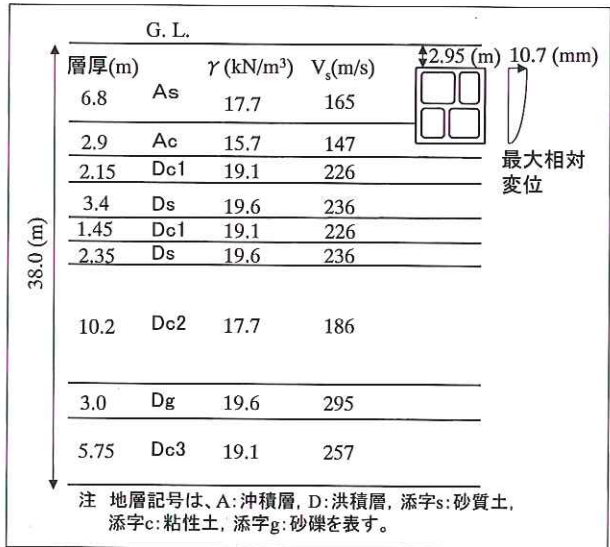 G. L.
2.95 (m) 10.7 (mm)
層厚(m) γ(kN/m³) Vs(m/s)
6.8 As 17.7 165
2.9 Ac 15.7 147
最大相対
変位
2.15 Dc1 19.1 226
3.4 Ds 19.6 236
1.45 Dc1 19.1 226
2.35 Ds 19.6 236
38.0 (m)
10.2 Dc2 17.7 186
3.0 Dg 19.6 295
5.75 Dc3 19.1 257
注 地層記号は、A:沖積層, D:洪積層, 添字s:砂質土,
添字c:粘性土, 添字g:砂礫を表す。